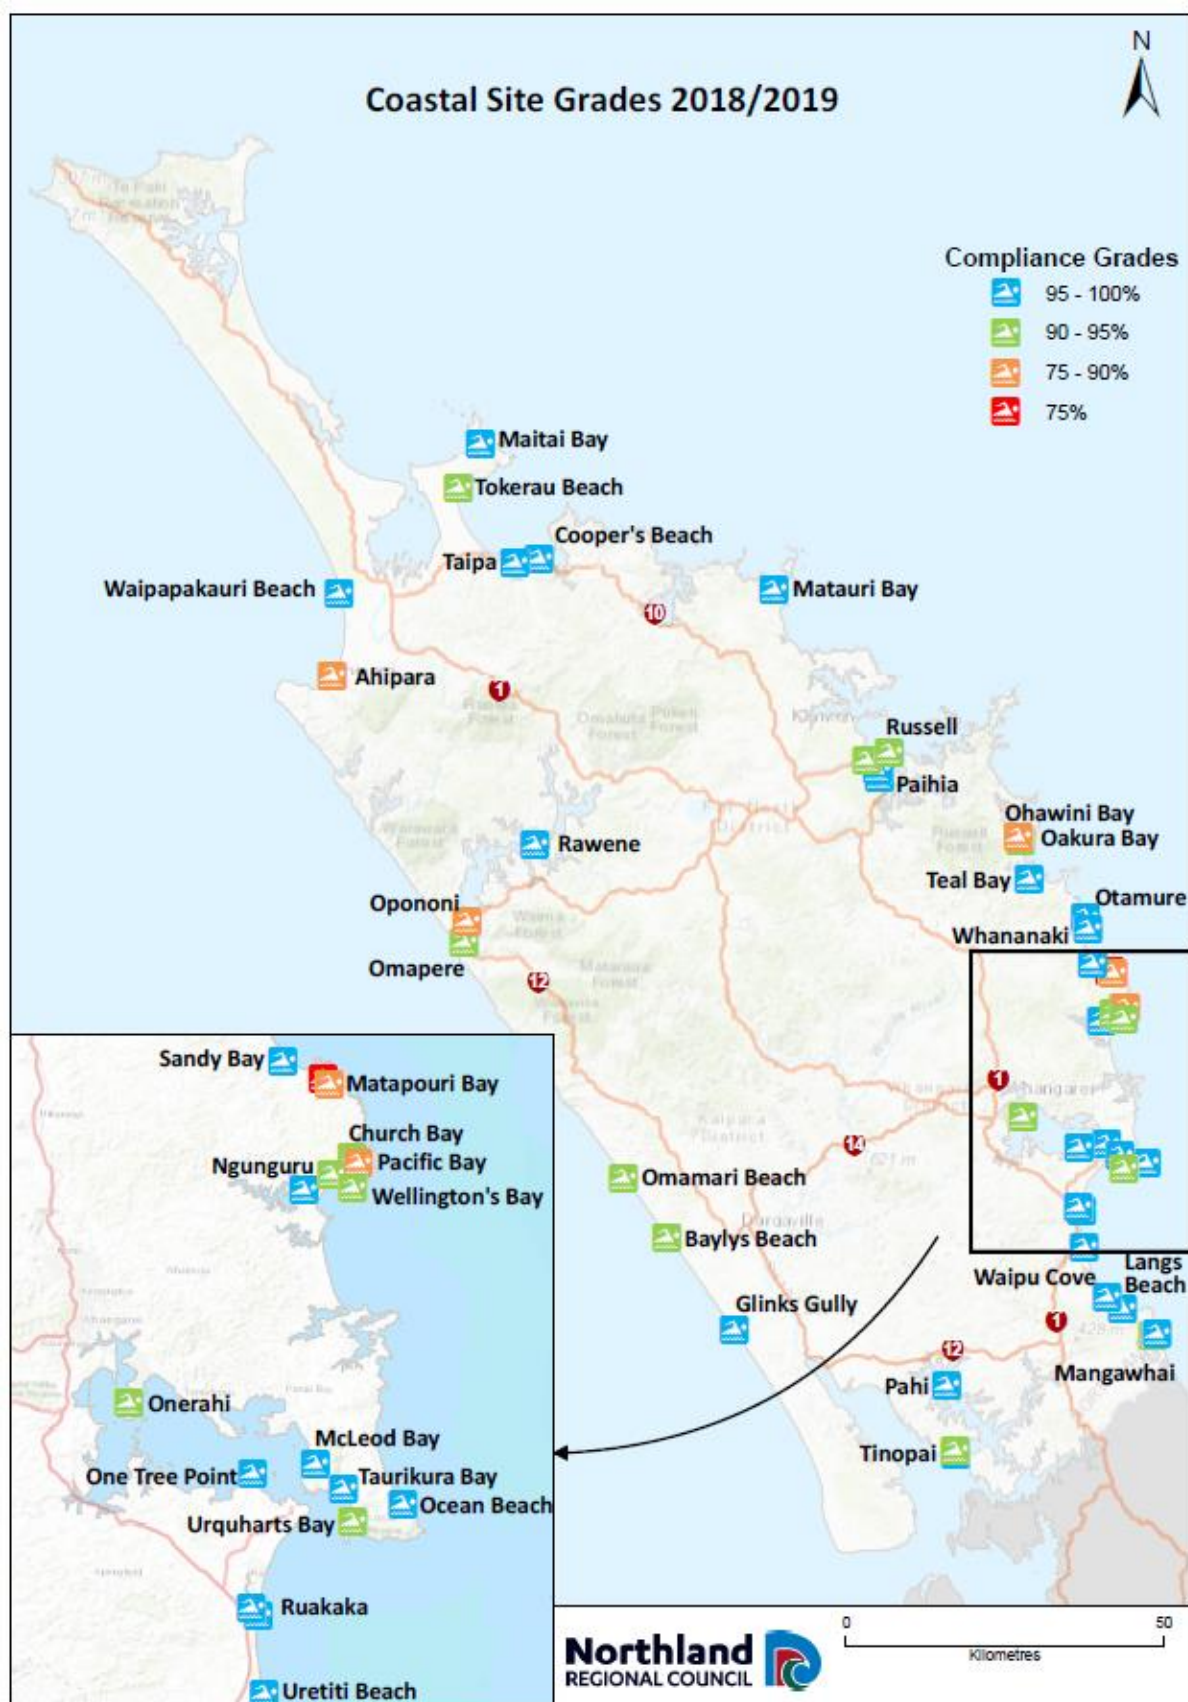 N
Coastal Site Grades 2018/2019
Compliance Grades
95 - 100%
90 - 95%
75 - 90%
75%
Maitai Bay
Tokerau Beach
Cooper's Beach
Taipa
Waipapakauri Beach
Matauri Bay
10
Ahipara
1
Russell
Paihia
Ohawini Bay
Oakura Bay
Rawene
Teal Bay
Otamure
Opononi
Whananaki
Omapere
12
Sandy Bay
Matapouri Bay
1
Church Bay
Pacific Bay
Ngunguru
Wellington's Bay
14
Omamari Beach
Dargaville
Baylys Beach
Waipu Cove
Langs
Beach
Glinks Gully
1
12
Mangawhai
Pahi
Onerahi
McLeod Bay
Tinopai
One Tree Point
Taurikura Bay
Ocean Beach
Urquharts Bay
Ruakaka
Uretiti Beach
Northland
REGIONAL COUNCIL
0 50
Kilometres